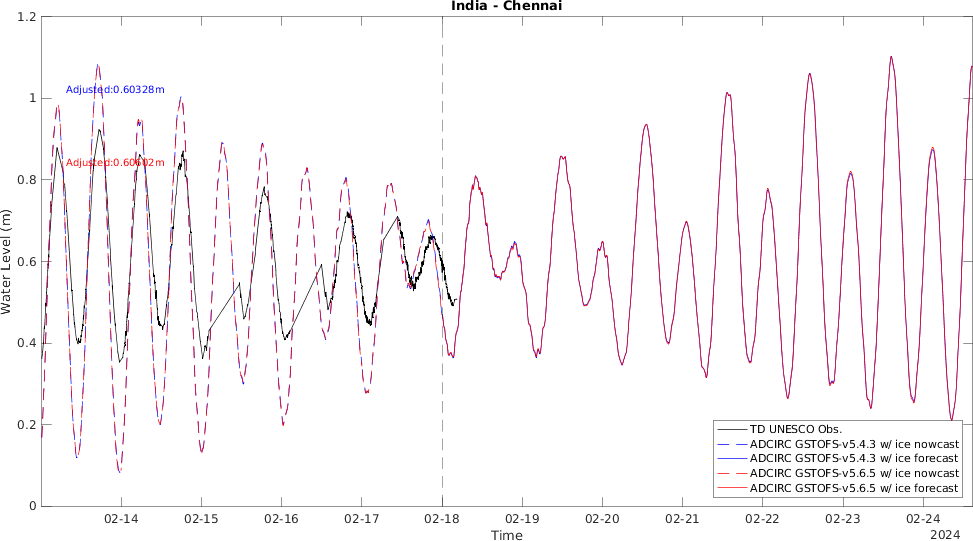 India - Chennai
1.2
1
0.8
0.6
0.4
0.2
0
Water Level (m)
Adjusted:0.60328m
Adjusted:0.60602m
TD UNESCO Obs.
ADCIRC GSTOFS-v5.4.3 w/ ice nowcast
ADCIRC GSTOFS-v5.4.3 w/ ice forecast
ADCIRC GSTOFS-v5.6.5 w/ ice nowcast
ADCIRC GSTOFS-v5.6.5 w/ ice forecast
02-14 02-15 02-16 02-17 02-18 02-19 02-20 02-21 02-22 02-23 02-24
Time
2024